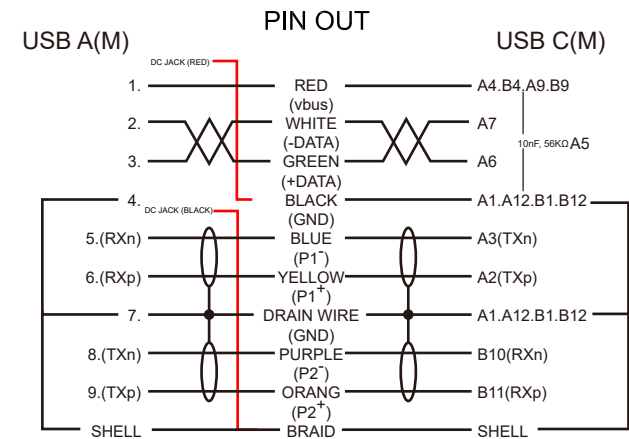 PIN OUT
USB A(M) USB C(M)
DC JACK (RED)
1. RED A4.B4.A9.B9
(vbus)
2. WHITE A7
(-DATA) 10nF, 56KΩ A5
3. GREEN A6
(+DATA)
4. BLACK A1.A12.B1.B12
DC JACK (BLACK)
(GND)
5.(RXn) BLUE A3(TXn)
(P1-)
6.(RXp) YELLOW A2(TXp)
(P1+)
7. DRAIN WIRE A1.A12.B1.B12
(GND)
8.(TXn) PURPLE B10(RXn)
(P2-)
9.(TXp) ORANG B11(RXp)
(P2+)
SHELL BRAID SHELL